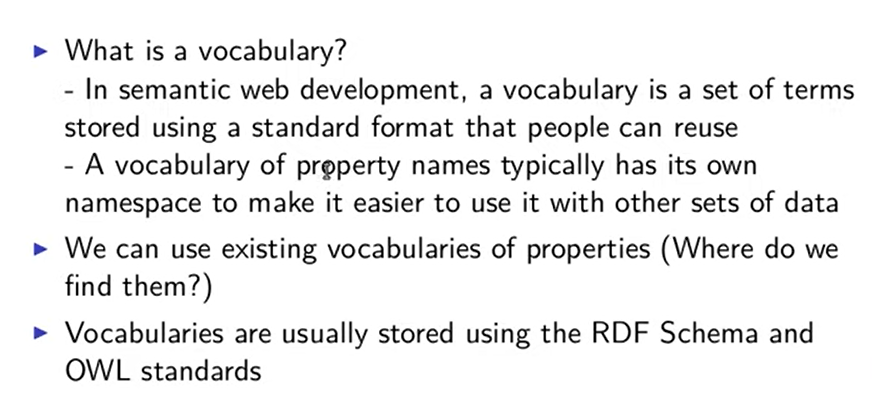 ▶ What is a vocabulary?
- In semantic web development, a vocabulary is a set of terms
stored using a standard format that people can reuse
- A vocabulary of property names typically has its own
namespace to make it easier to use it with other sets of data
▶ We can use existing vocabularies of properties (Where do we
find them?)
▶ Vocabularies are usually stored using the RDF Schema and
OWL standards